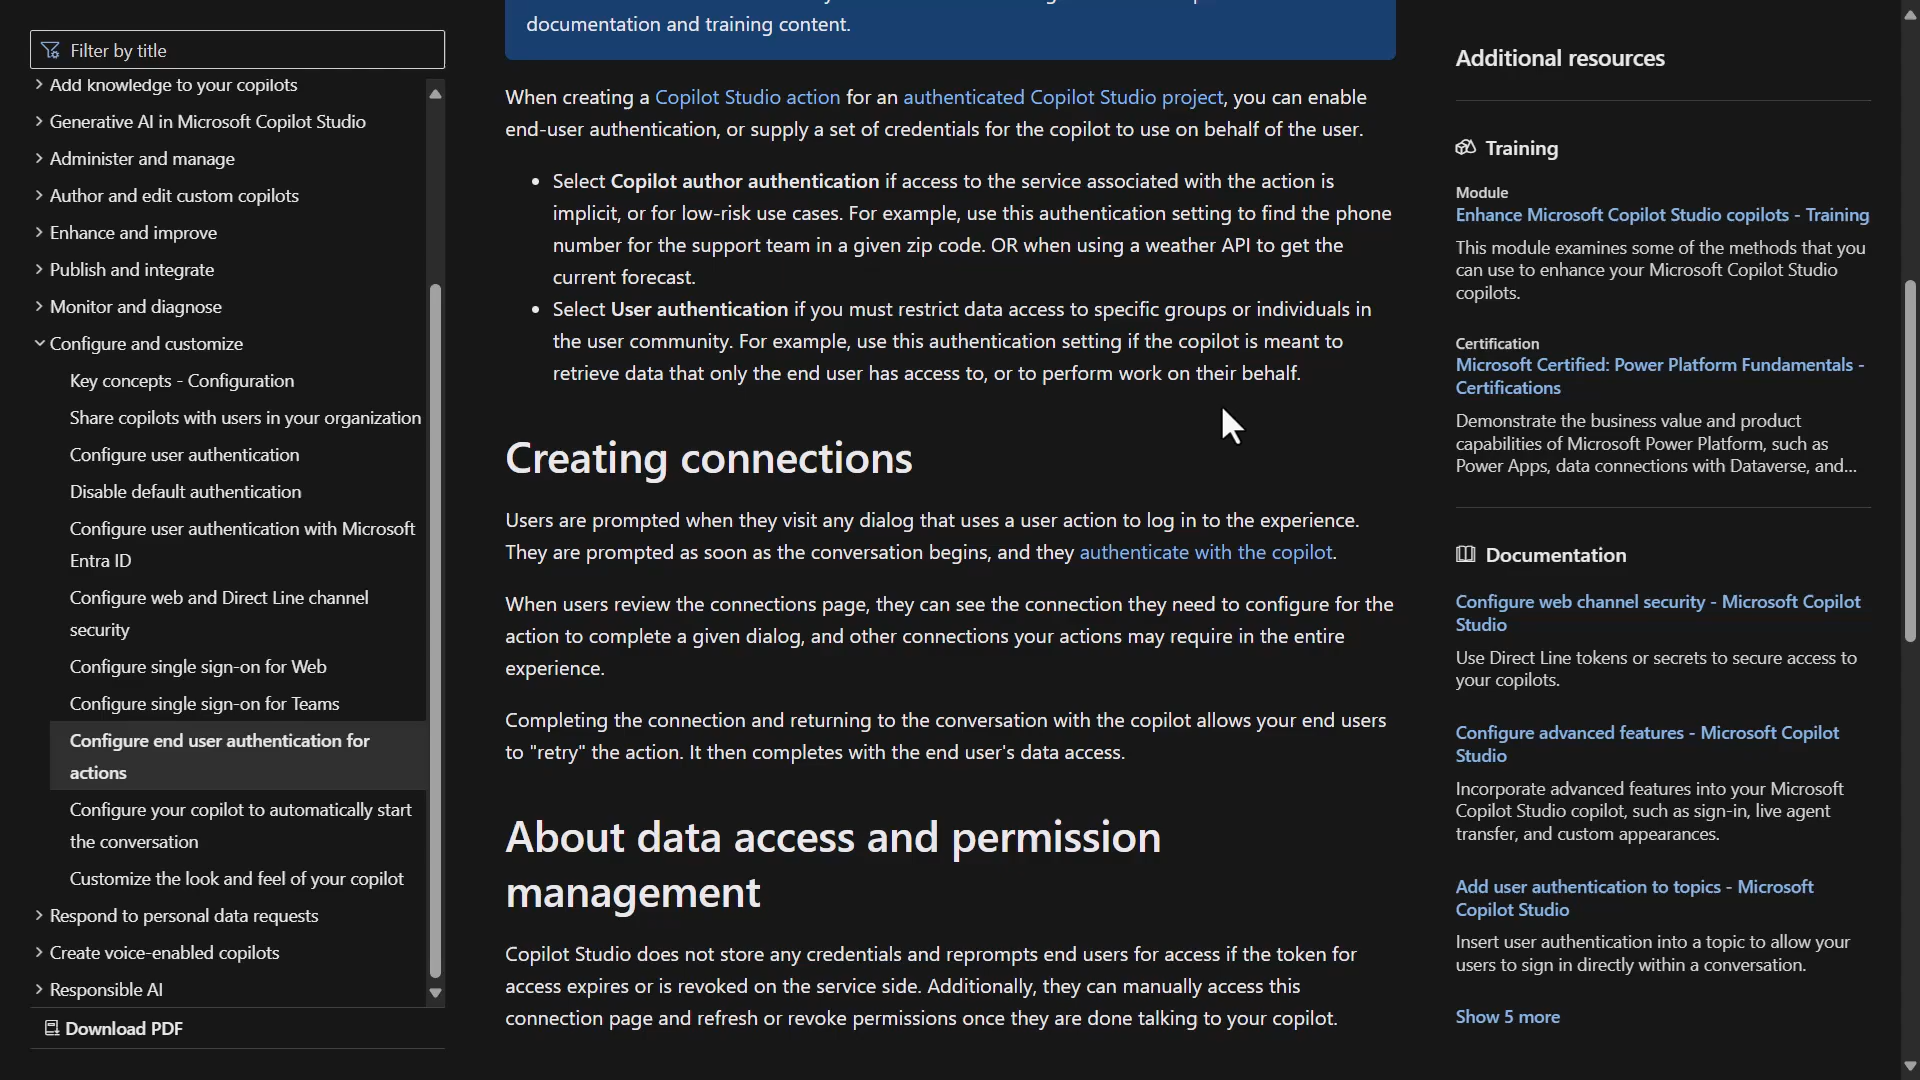 Filter by title
Add knowledge to your copilots
Generative AI in Microsoft Copilot Studio
Administer and manage
Author and edit custom copilots
Enhance and improve
Publish and integrate
Monitor and diagnose
Configure and customize
Key concepts - Configuration
Share copilots with users in your organization
Configure user authentication
Disable default authentication
Configure user authentication with Microsoft
Entra ID
Configure web and Direct Line channel
security
Configure single sign-on for Web
Configure single sign-on for Teams
Configure end user authentication for
actions
Configure your copilot to automatically start
the conversation
Customize the look and feel of your copilot
Respond to personal data requests
Create voice-enabled copilots
Responsible AI
Download PDF
documentation and training content.
When creating a Copilot Studio action for an authenticated Copilot Studio project, you can enable
end-user authentication, or supply a set of credentials for the copilot to use on behalf of the user.
• Select Copilot author authentication if access to the service associated with the action is
implicit, or for low-risk use cases. For example, use this authentication setting to find the phone
number for the support team in a given zip code. OR when using a weather API to get the
current forecast.
• Select User authentication if you must restrict data access to specific groups or individuals in
the user community. For example, use this authentication setting if the copilot is meant to
retrieve data that only the end user has access to, or to perform work on their behalf.
Creating connections
Users are prompted when they visit any dialog that uses a user action to log in to the experience.
They are prompted as soon as the conversation begins, and they authenticate with the copilot.
When users review the connections page, they can see the connection they need to configure for the
action to complete a given dialog, and other connections your actions may require in the entire
experience.
Completing the connection and returning to the conversation with the copilot allows your end users
to "retry" the action. It then completes with the end user's data access.
About data access and permission
management
Copilot Studio does not store any credentials and reprompts end users for access if the token for
access expires or is revoked on the service side. Additionally, they can manually access this
connection page and refresh or revoke permissions once they are done talking to your copilot.
Additional resources
Training
Module
Enhance Microsoft Copilot Studio copilots - Training
This module examines some of the methods that you
can use to enhance your Microsoft Copilot Studio
copilots.
Certification
Microsoft Certified: Power Platform Fundamentals -
Certifications
Demonstrate the business value and product
capabilities of Microsoft Power Platform, such as
Power Apps, data connections with Dataverse, and...
Documentation
Configure web channel security - Microsoft Copilot
Studio
Use Direct Line tokens or secrets to secure access to
your copilots.
Configure advanced features - Microsoft Copilot
Studio
Incorporate advanced features into your Microsoft
Copilot Studio copilot, such as sign-in, live agent
transfer, and custom appearances.
Add user authentication to topics - Microsoft
Copilot Studio
Insert user authentication into a topic to allow your
users to sign in directly within a conversation.
Show 5 more